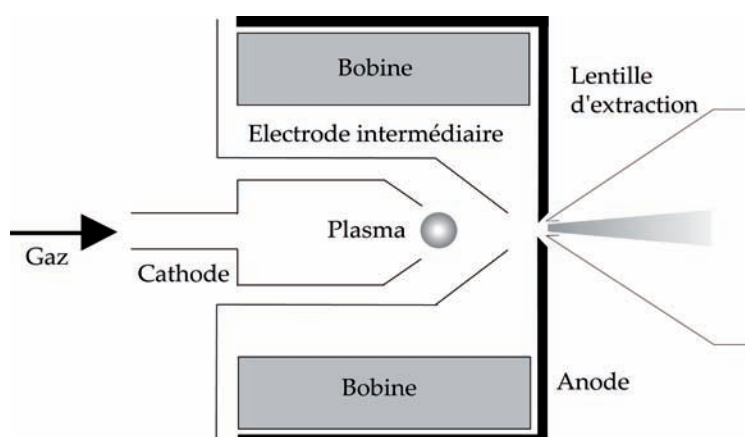 Bobine
Lentille
d'extraction
Electrode intermédiaire
Plasma
Gaz
Cathode
Bobine
Anode